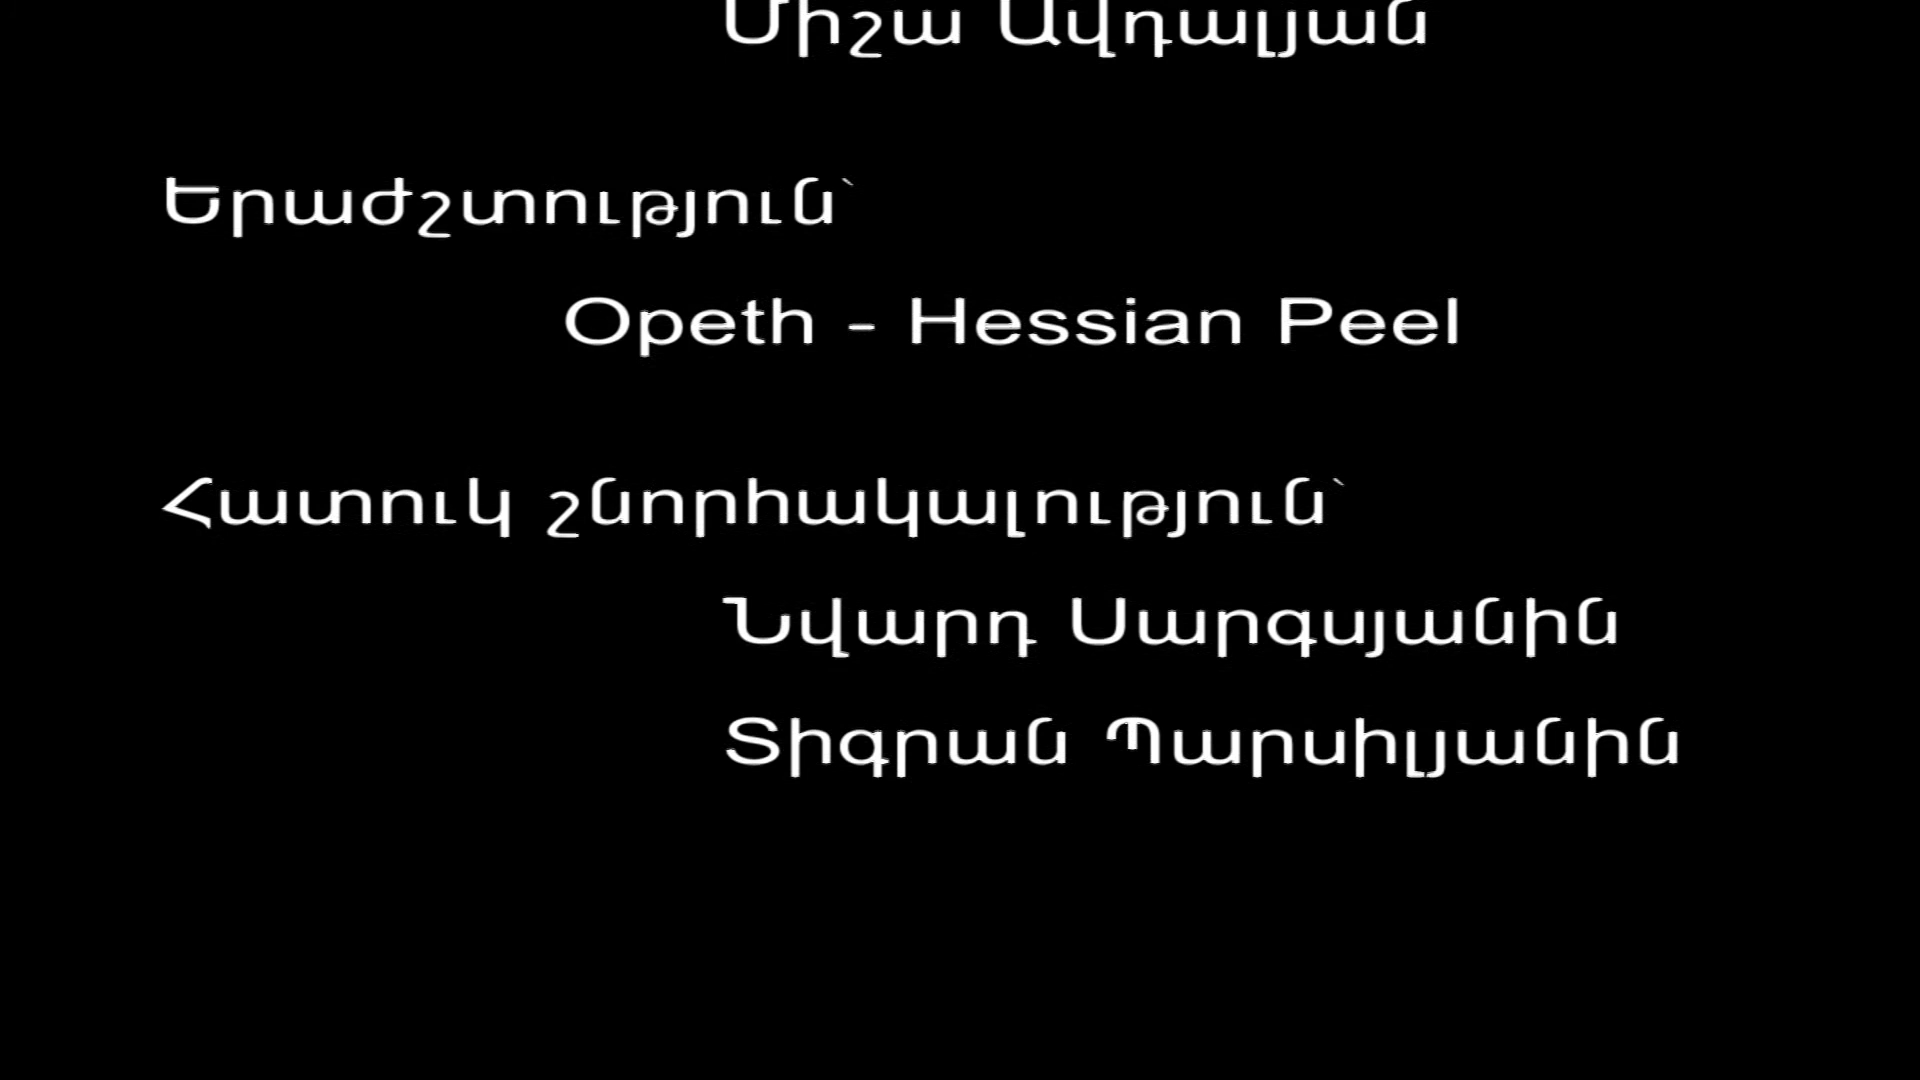 Միշա Ավդալյան
Երաժշտություն՝
Opeth - Hessian Peel
Հատուկ շնորհակալություն՝
Նվարդ Սարգսյանին
Տիգրան Պարսիլյանին